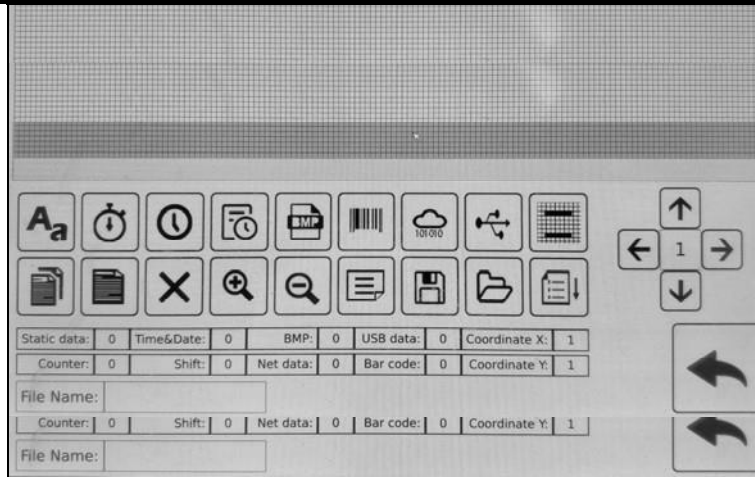 Aa
BMP
101010
1
Static data: 0 Time&Date: 0 BMP: 0 USB data: 0 Coordinate X: 1
Counter: 0 Shift: 0 Net data: 0 Bar code: 0 Coordinate Y: 1
File Name:
Counter: 0 Shift: 0 Net data: 0 Bar code: 0 Coordinate Y: 1
File Name: